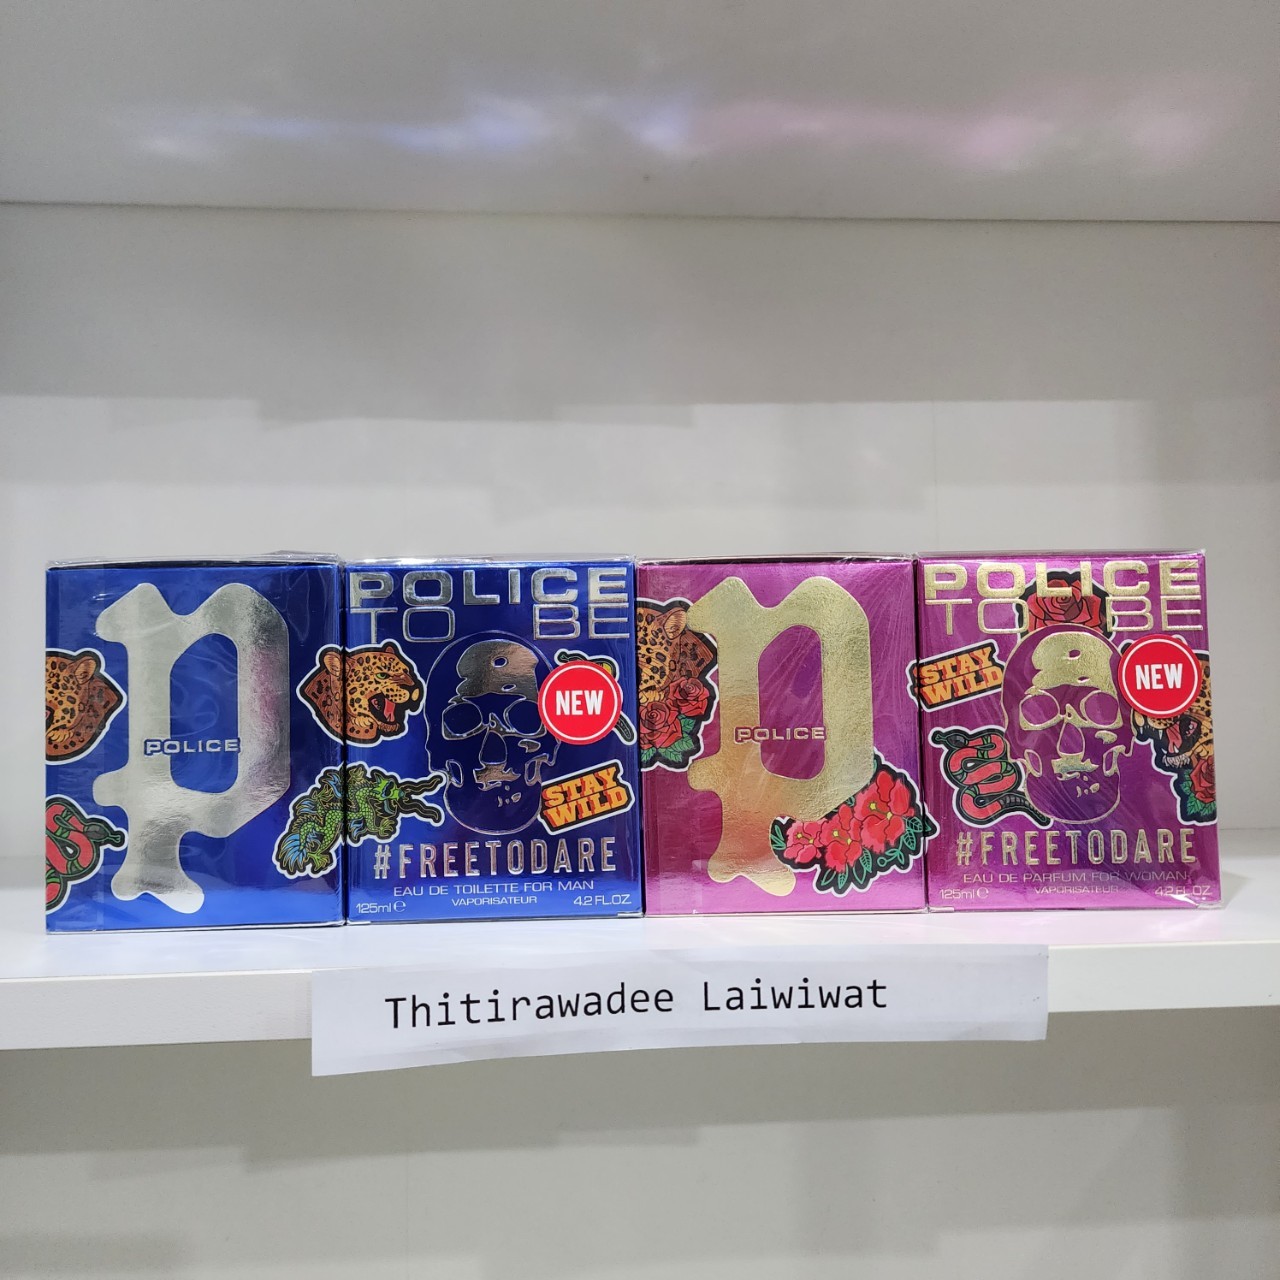 POLICE
POLICE
TO BE
NEW
STAY
WILD
#FREETODARE
EAU DE TOILETTE FOR MAN
VAPORISATEUR
125ml e
4.2 FL.OZ.
POLICE
POLICE
TO BE
STAY
WILD
NEW
#FREETODARE
EAU DE PARFUM FOR WOMAN
VAPORISATEUR
125ml e
4.2 FL.OZ.
Thitirawadee Laiwiwat